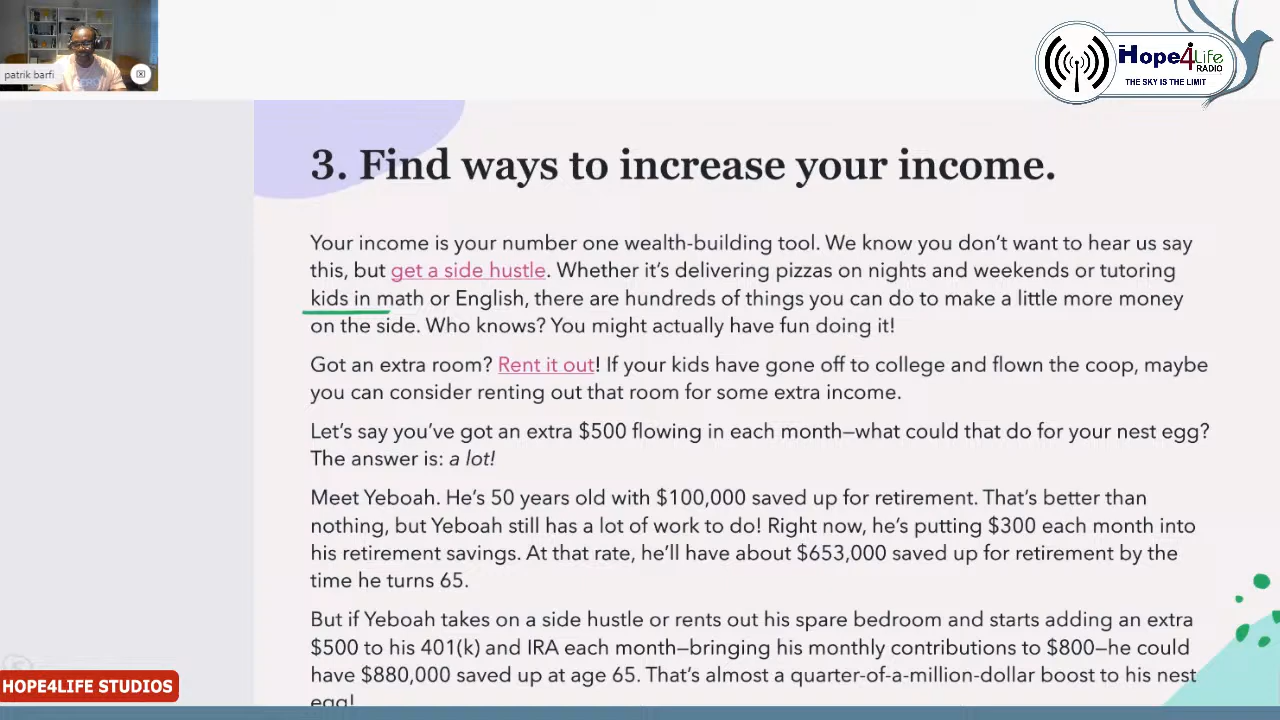 patrik barfi
Hope4Life
RADIO
THE SKY IS THE LIMIT
3. Find ways to increase your income.
Your income is your number one wealth-building tool. We know you don’t want to hear us say
this, but get a side hustle. Whether it’s delivering pizzas on nights and weekends or tutoring
kids in math or English, there are hundreds of things you can do to make a little more money
on the side. Who knows? You might actually have fun doing it!
Got an extra room? Rent it out! If your kids have gone off to college and flown the coop, maybe
you can consider renting out that room for some extra income.
Let’s say you’ve got an extra $500 flowing in each month—what could that do for your nest egg?
The answer is: a lot!
Meet Yeboah. He’s 50 years old with $100,000 saved up for retirement. That’s better than
nothing, but Yeboah still has a lot of work to do! Right now, he’s putting $300 each month into
his retirement savings. At that rate, he’ll have about $653,000 saved up for retirement by the
time he turns 65.
But if Yeboah takes on a side hustle or rents out his spare bedroom and starts adding an extra
$500 to his 401(k) and IRA each month—bringing his monthly contributions to $800—he could
have $880,000 saved up at age 65. That’s almost a quarter-of-a-million-dollar boost to his nest
egg!
HOPE4LIFE STUDIOS